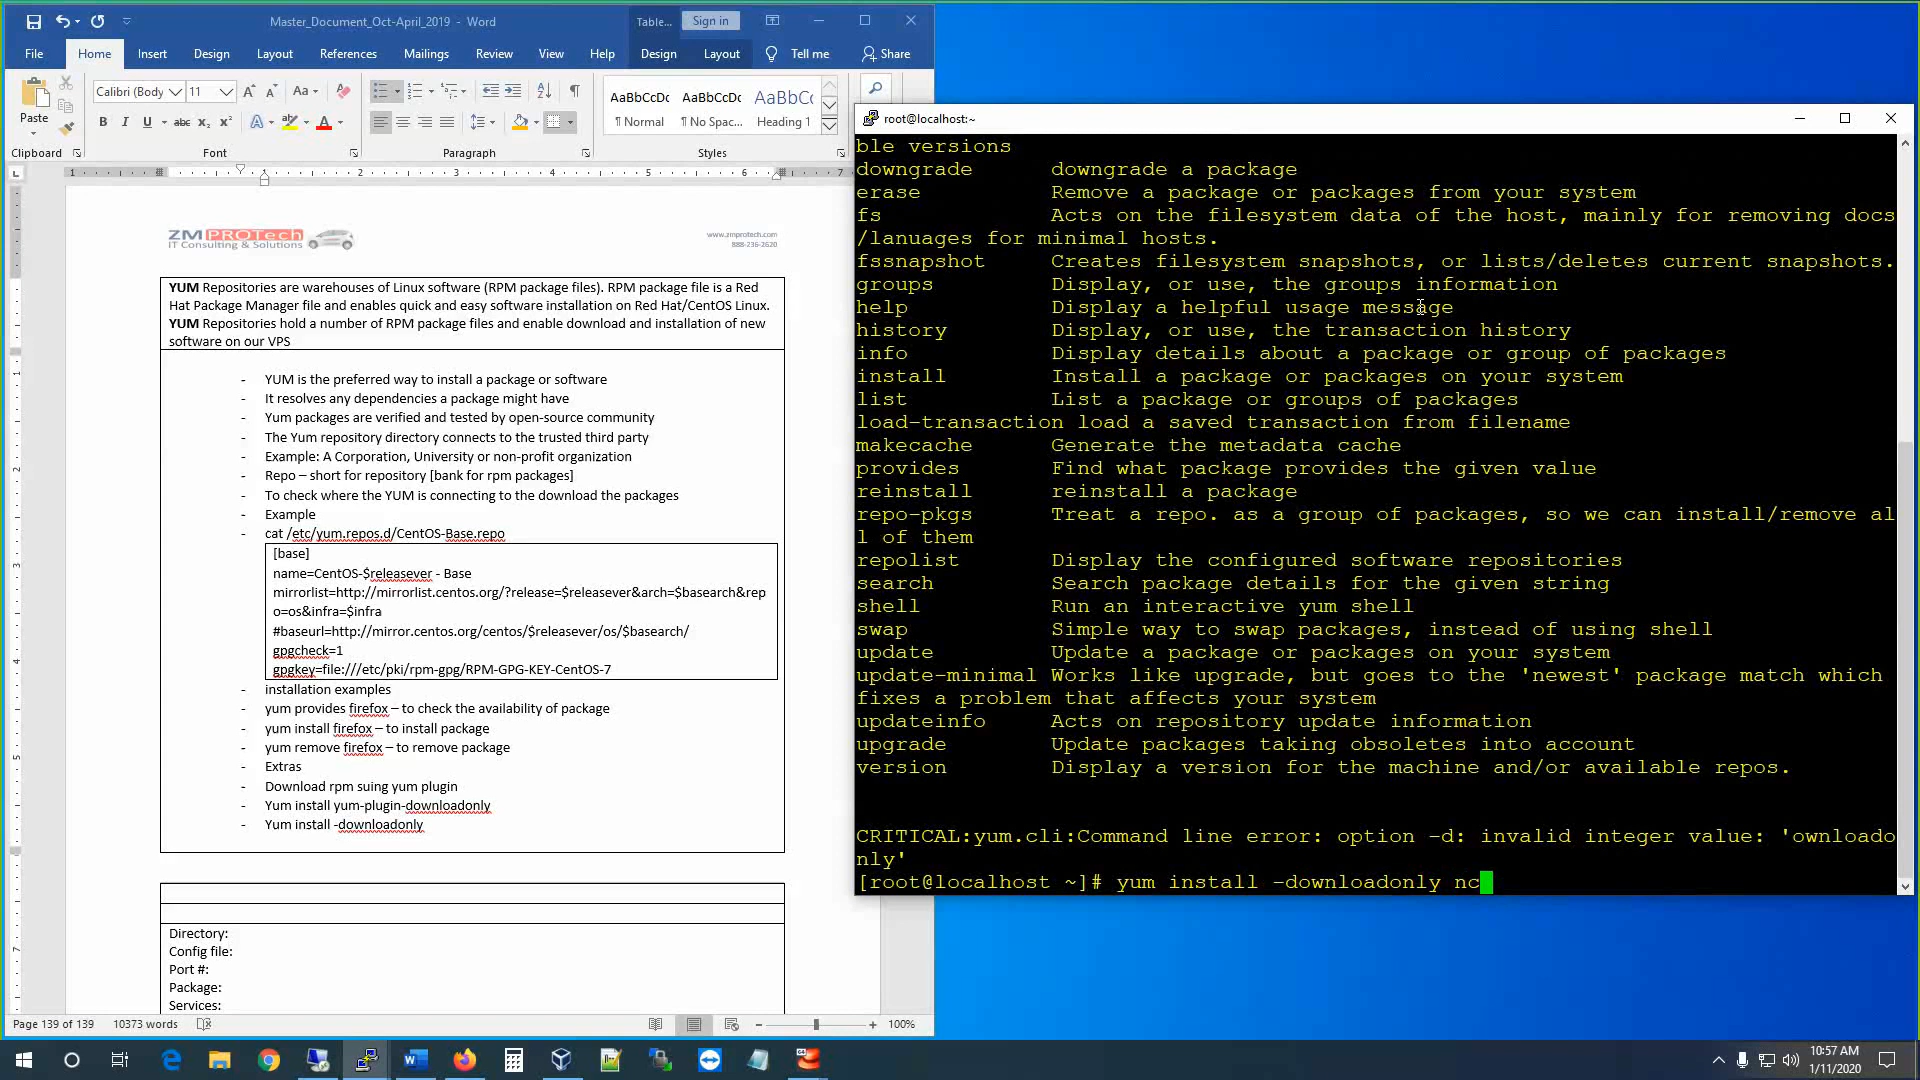 Master_Document_Oct-April_2019 - Word
Table...
Sign in
File Home Insert Design Layout References Mailings Review View Help Design Layout Tell me Share
Paste
Calibri (Body 11
AaBbCcDc AaBbCcDc AaBbCc
¶ Normal ¶ No Spac... Heading 1
Clipboard Font Paragraph Styles
ZM PROTech
IT Consulting & Solutions
www.zmprotech.com
888-236-2620
YUM Repositories are warehouses of Linux software (RPM package files). RPM package file is a Red
Hat Package Manager file and enables quick and easy software installation on Red Hat/CentOS Linux.
YUM Repositories hold a number of RPM package files and enable download and installation of new
software on our VPS
- YUM is the preferred way to install a package or software
- It resolves any dependencies a package might have
- Yum packages are verified and tested by open-source community
- The Yum repository directory connects to the trusted third party
- Example: A Corporation, University or non-profit organization
- Repo – short for repository [bank for rpm packages]
- To check where the YUM is connecting to the download the packages
- Example
- cat /etc/yum.repos.d/CentOS-Base.repo
[base]
name=CentOS-$releasever - Base
mirrorlist=http://mirrorlist.centos.org/?release=$releasever&arch=$basearch&rep
o=os&infra=$infra
#baseurl=http://mirror.centos.org/centos/$releasever/os/$basearch/
gpgcheck=1
gpgkey=file:///etc/pki/rpm-gpg/RPM-GPG-KEY-CentOS-7
- installation examples
- yum provides firefox – to check the availability of package
- yum install firefox – to install package
- yum remove firefox – to remove package
- Extras
- Download rpm suing yum plugin
- Yum install yum-plugin-downloadonly
- Yum install -downloadonly
Directory:
Config file:
Port #:
Package:
Services:
Page 139 of 139 10373 words
100%
root@localhost:~
ble versions
downgrade downgrade a package
erase Remove a package or packages from your system
fs Acts on the filesystem data of the host, mainly for removing docs
/lanuages for minimal hosts.
fssnapshot Creates filesystem snapshots, or lists/deletes current snapshots.
groups Display, or use, the groups information
help Display a helpful usage message
history Display, or use, the transaction history
info Display details about a package or group of packages
install Install a package or packages on your system
list List a package or groups of packages
load-transaction load a saved transaction from filename
makecache Generate the metadata cache
provides Find what package provides the given value
reinstall reinstall a package
repo-pkgs Treat a repo. as a group of packages, so we can install/remove al
l of them
repolist Display the configured software repositories
search Search package details for the given string
shell Run an interactive yum shell
swap Simple way to swap packages, instead of using shell
update Update a package or packages on your system
update-minimal Works like upgrade, but goes to the 'newest' package match which
fixes a problem that affects your system
updateinfo Acts on repository update information
upgrade Update packages taking obsoletes into account
version Display a version for the machine and/or available repos.
CRITICAL:yum.cli:Command line error: option -d: invalid integer value: 'ownloado
nly'
[root@localhost ~]# yum install -downloadonly nc
10:57 AM
1/11/2020